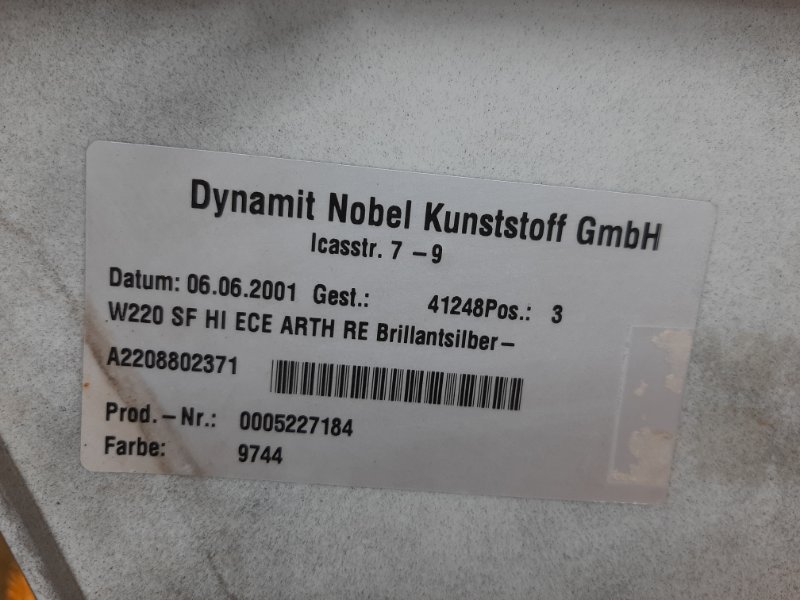 Dynamit Nobel Kunststoff GmbH
Icasstr. 7 -9
Datum: 06.06.2001 Gest.: 41248Pos.: 3
W220 SF HI ECE ARTH RE Brillantsilber-
A2208802371
Prod.-Nr.: 0005227184
Farbe: 9744